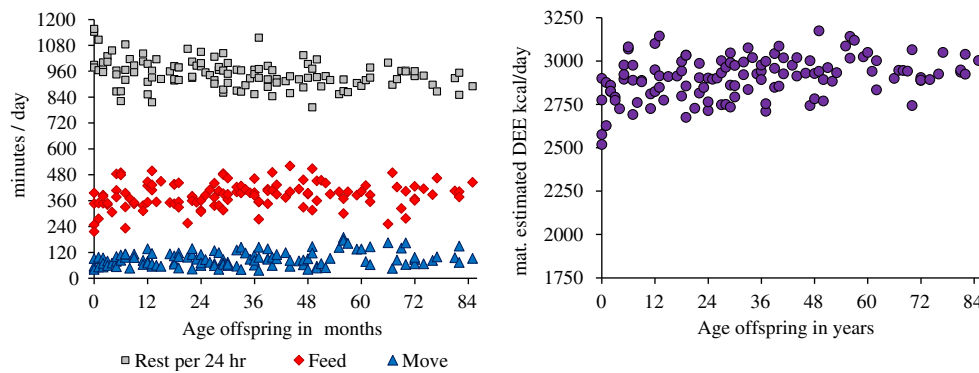 1200
1080
960
840
720
600
480
360
240
120
0
minutes / day
0 12 24 36 48 60 72 84
Age offspring in months
Rest per 24 hr Feed Move
3250
3000
2750
2500
2250
2000
1750
mat. estimated DEE kcal/day
0 12 24 36 48 60 72 84
Age offspring in years